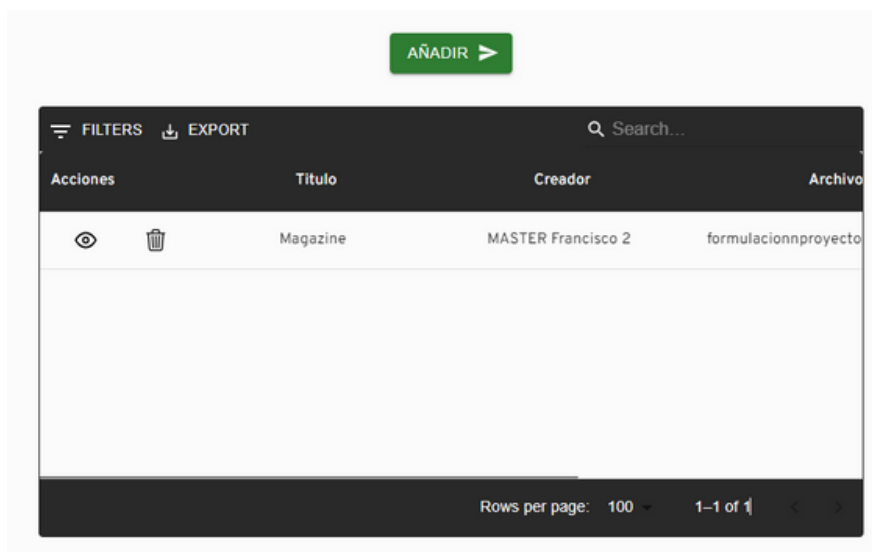 AÑADIR
FILTERS EXPORT Search...
Acciones Titulo Creador Archivo
Magazine MASTER Francisco 2 formulacionnproyecto
Rows per page: 100 1–1 of 1